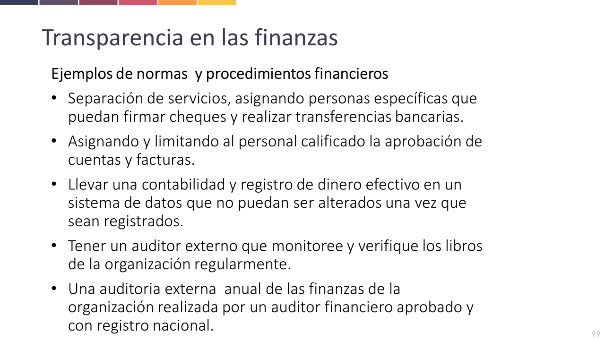 Transparencia en las finanzas
Ejemplos de normas  y procedimientos financieros
• Separación de servicios, asignando personas específicas que
puedan firmar cheques y realizar transferencias bancarias.
• Asignando y limitando al personal calificado la aprobación de
cuentas y facturas.
• Llevar una contabilidad y registro de dinero efectivo en un
sistema de datos que no puedan ser alterados una vez que
sean registrados.
• Tener un auditor externo que monitoree y verifique los libros
de la organización regularmente.
• Una auditoria externa  anual de las finanzas de la
organización realizada por un auditor financiero aprobado y
con registro nacional.
99